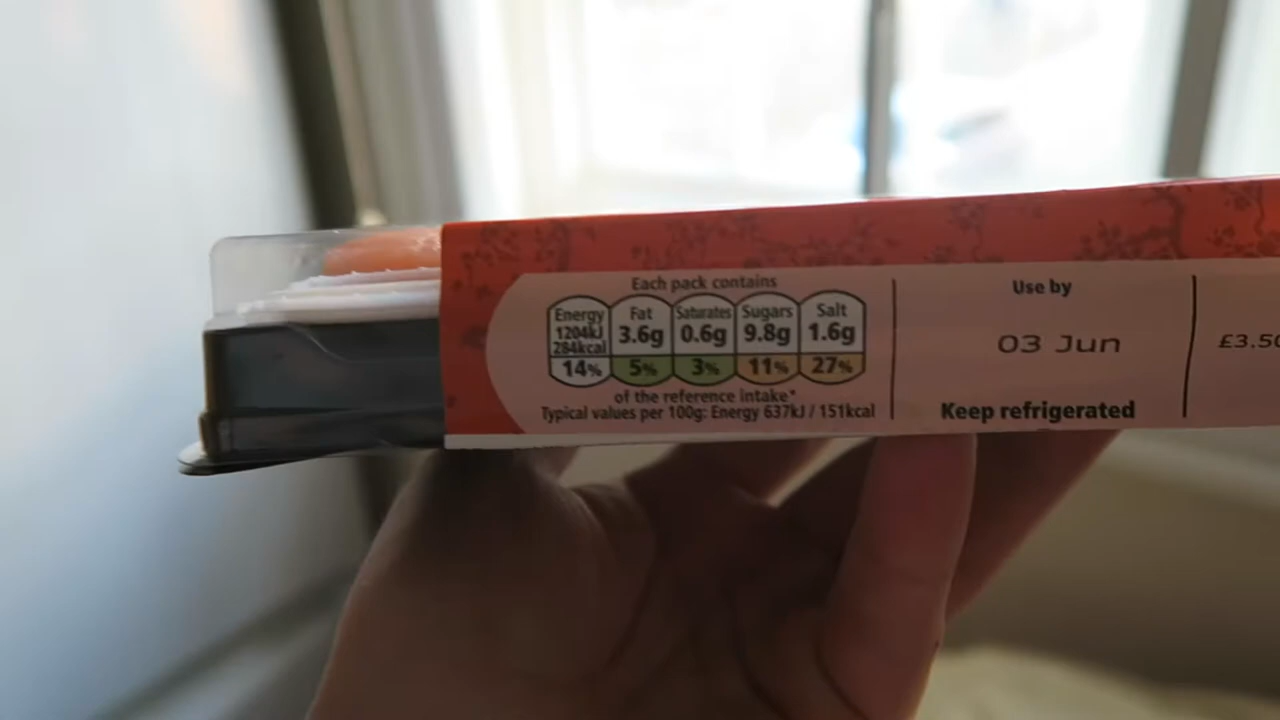 Each pack contains
Energy Fat Saturates Sugars Salt
1204kJ 284kcal 3.6g 0.6g 9.8g 1.6g
14% 5% 3% 11% 27%
of the reference intake*
Typical values per 100g: Energy 637kJ / 151kcal
Use by
03 Jun
Keep refrigerated
£3.50